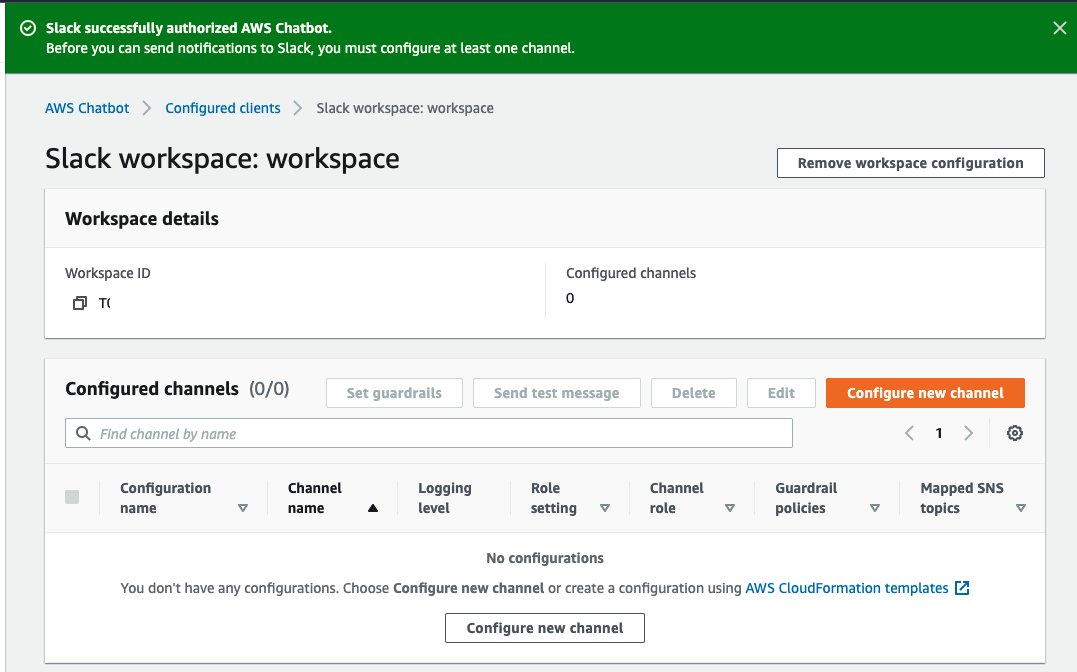 Slack successfully authorized AWS Chatbot.
Before you can send notifications to Slack, you must configure at least one channel.
AWS Chatbot > Configured clients > Slack workspace: workspace
Slack workspace: workspace
Remove workspace configuration
Workspace details
Workspace ID
Configured channels
0
Configured channels (0/0)
Set guardrails
Send test message
Delete
Edit
Configure new channel
Find channel by name
1
Configuration name
Channel name
Logging level
Role setting
Channel role
Guardrail policies
Mapped SNS topics
No configurations
You don't have any configurations. Choose Configure new channel or create a configuration using AWS CloudFormation templates
Configure new channel